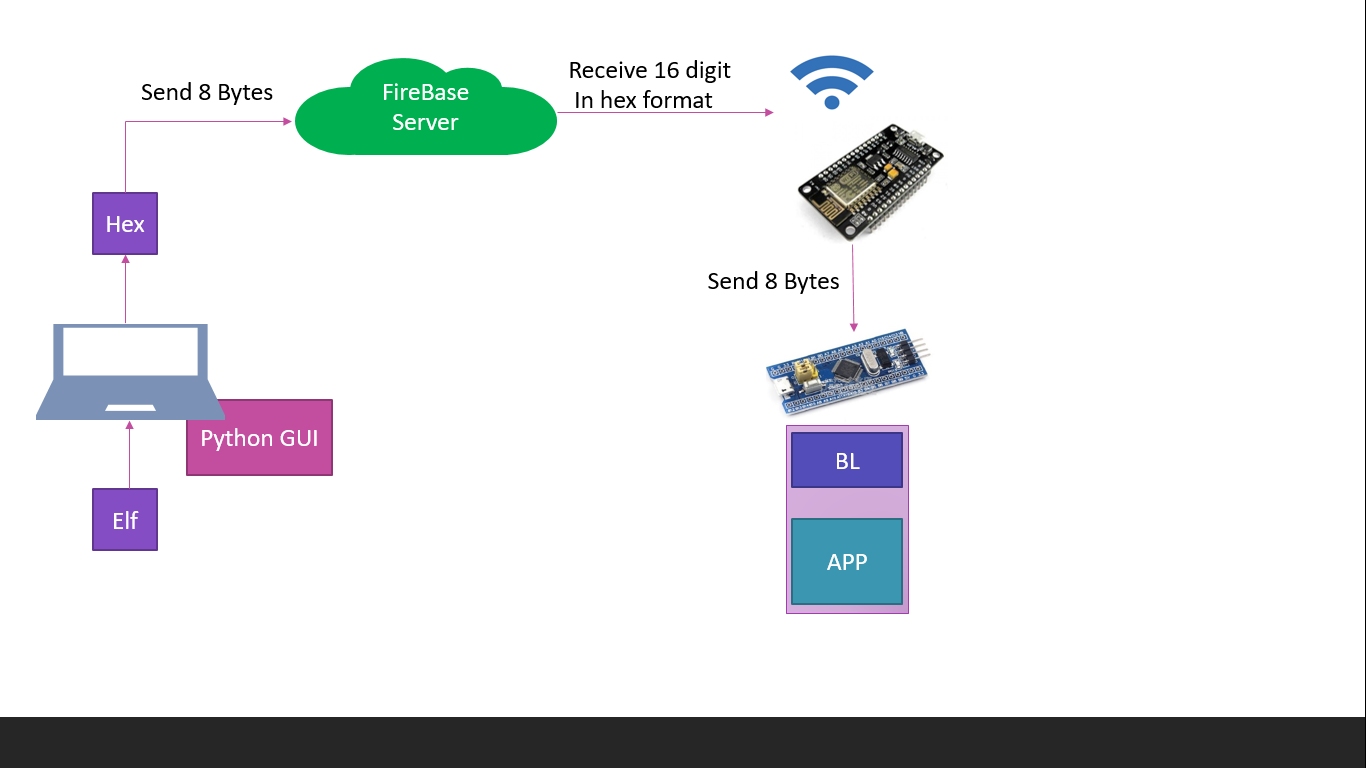 Send 8 Bytes
FireBase
Server
Receive 16 digit
In hex format
Hex
Send 8 Bytes
Python GUI
Elf
BL
APP